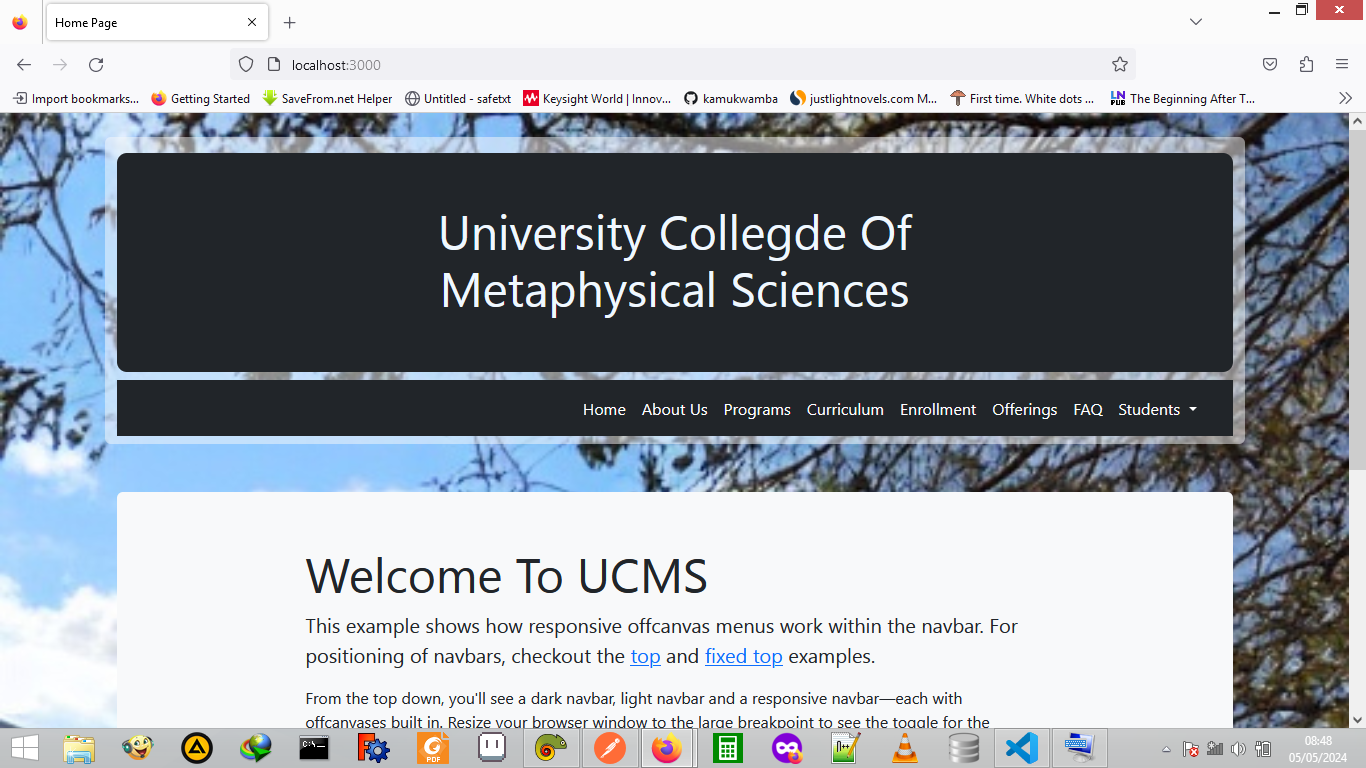 Home Page
localhost:3000
Import bookmarks... Getting Started SaveFrom.net Helper Untitled - safetxt Keysight World | Innov... kamukwamba justlightnovels.com M... First time. White dots ... LN PUB The Beginning After T...
University Collegde Of
Metaphysical Sciences
Home About Us Programs Curriculum Enrollment Offerings FAQ Students
Welcome To UCMS
This example shows how responsive offcanvas menus work within the navbar. For
positioning of navbars, checkout the top and fixed top examples.
From the top down, you'll see a dark navbar, light navbar and a responsive navbar—each with
offcanvases built in. Resize your browser window to the large breakpoint to see the toggle for the
C:\.
PDF
N++
08:48
05/05/2024